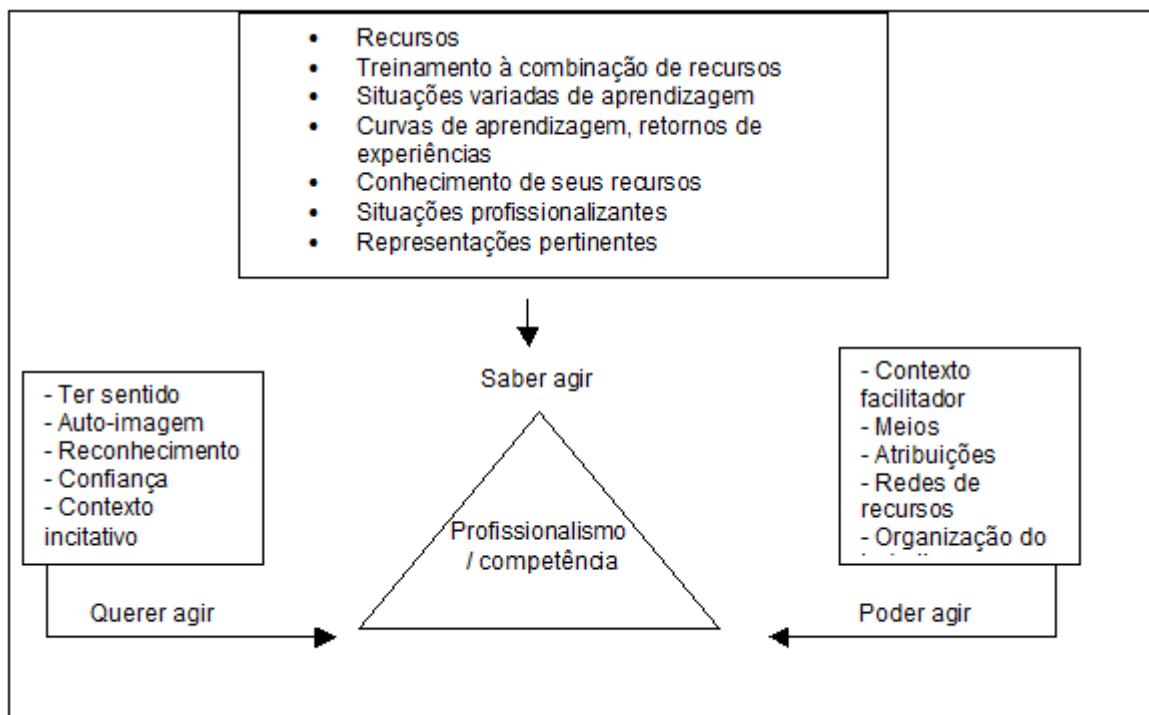 • Recursos
• Treinamento à combinação de recursos
• Situações variadas de aprendizagem
• Curvas de aprendizagem, retornos de
experiências
• Conhecimento de seus recursos
• Situações profissionalizantes
• Representações pertinentes
Saber agir
- Ter sentido
- Auto-imagem
- Reconhecimento
- Confiança
- Contexto
incitativo
- Contexto
facilitador
- Meios
- Atribuições
- Redes de
recursos
- Organização do
Profissionalismo
/ competência
Querer agir
Poder agir